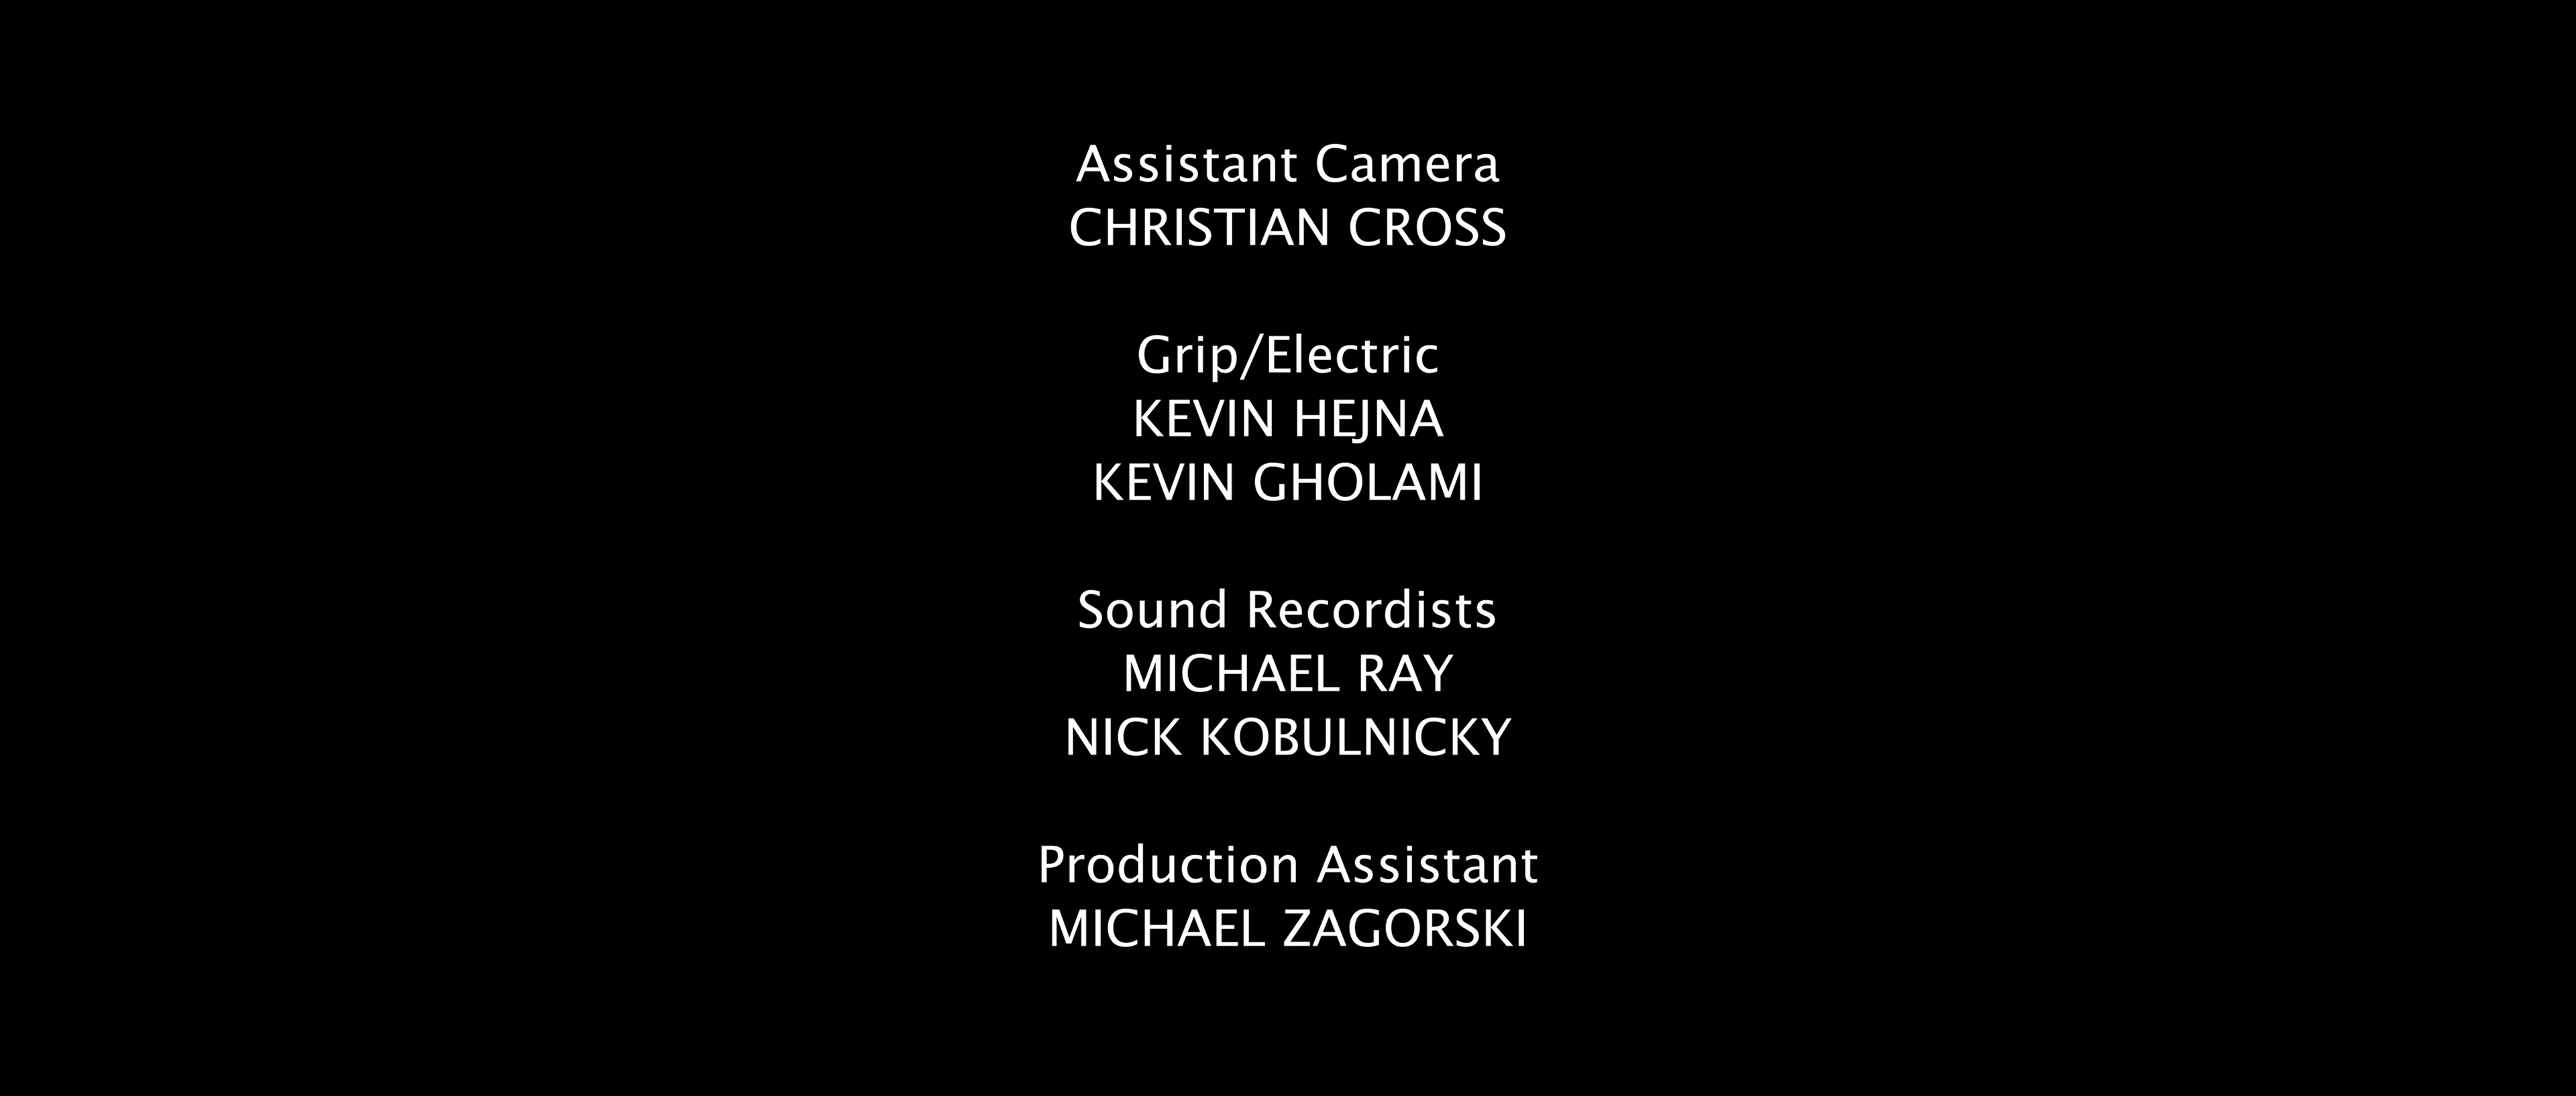 Assistant Camera
CHRISTIAN CROSS
Grip/Electric
KEVIN HEJNA
KEVIN GHOLAMI
Sound Recordists
MICHAEL RAY
NICK KOBULNICKY
Production Assistant
MICHAEL ZAGORSKI